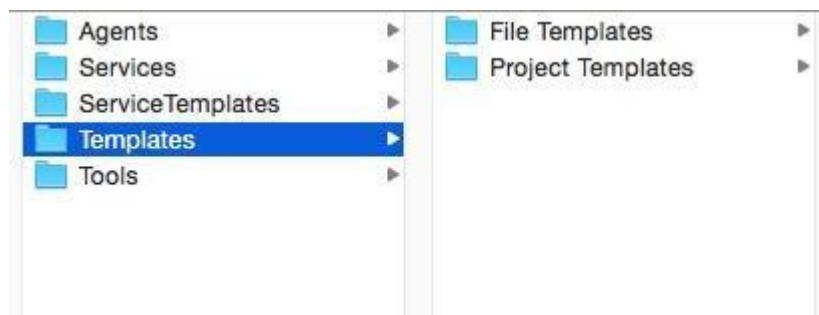 Agents
Services
ServiceTemplates
Templates
Tools
File Templates
Project Templates